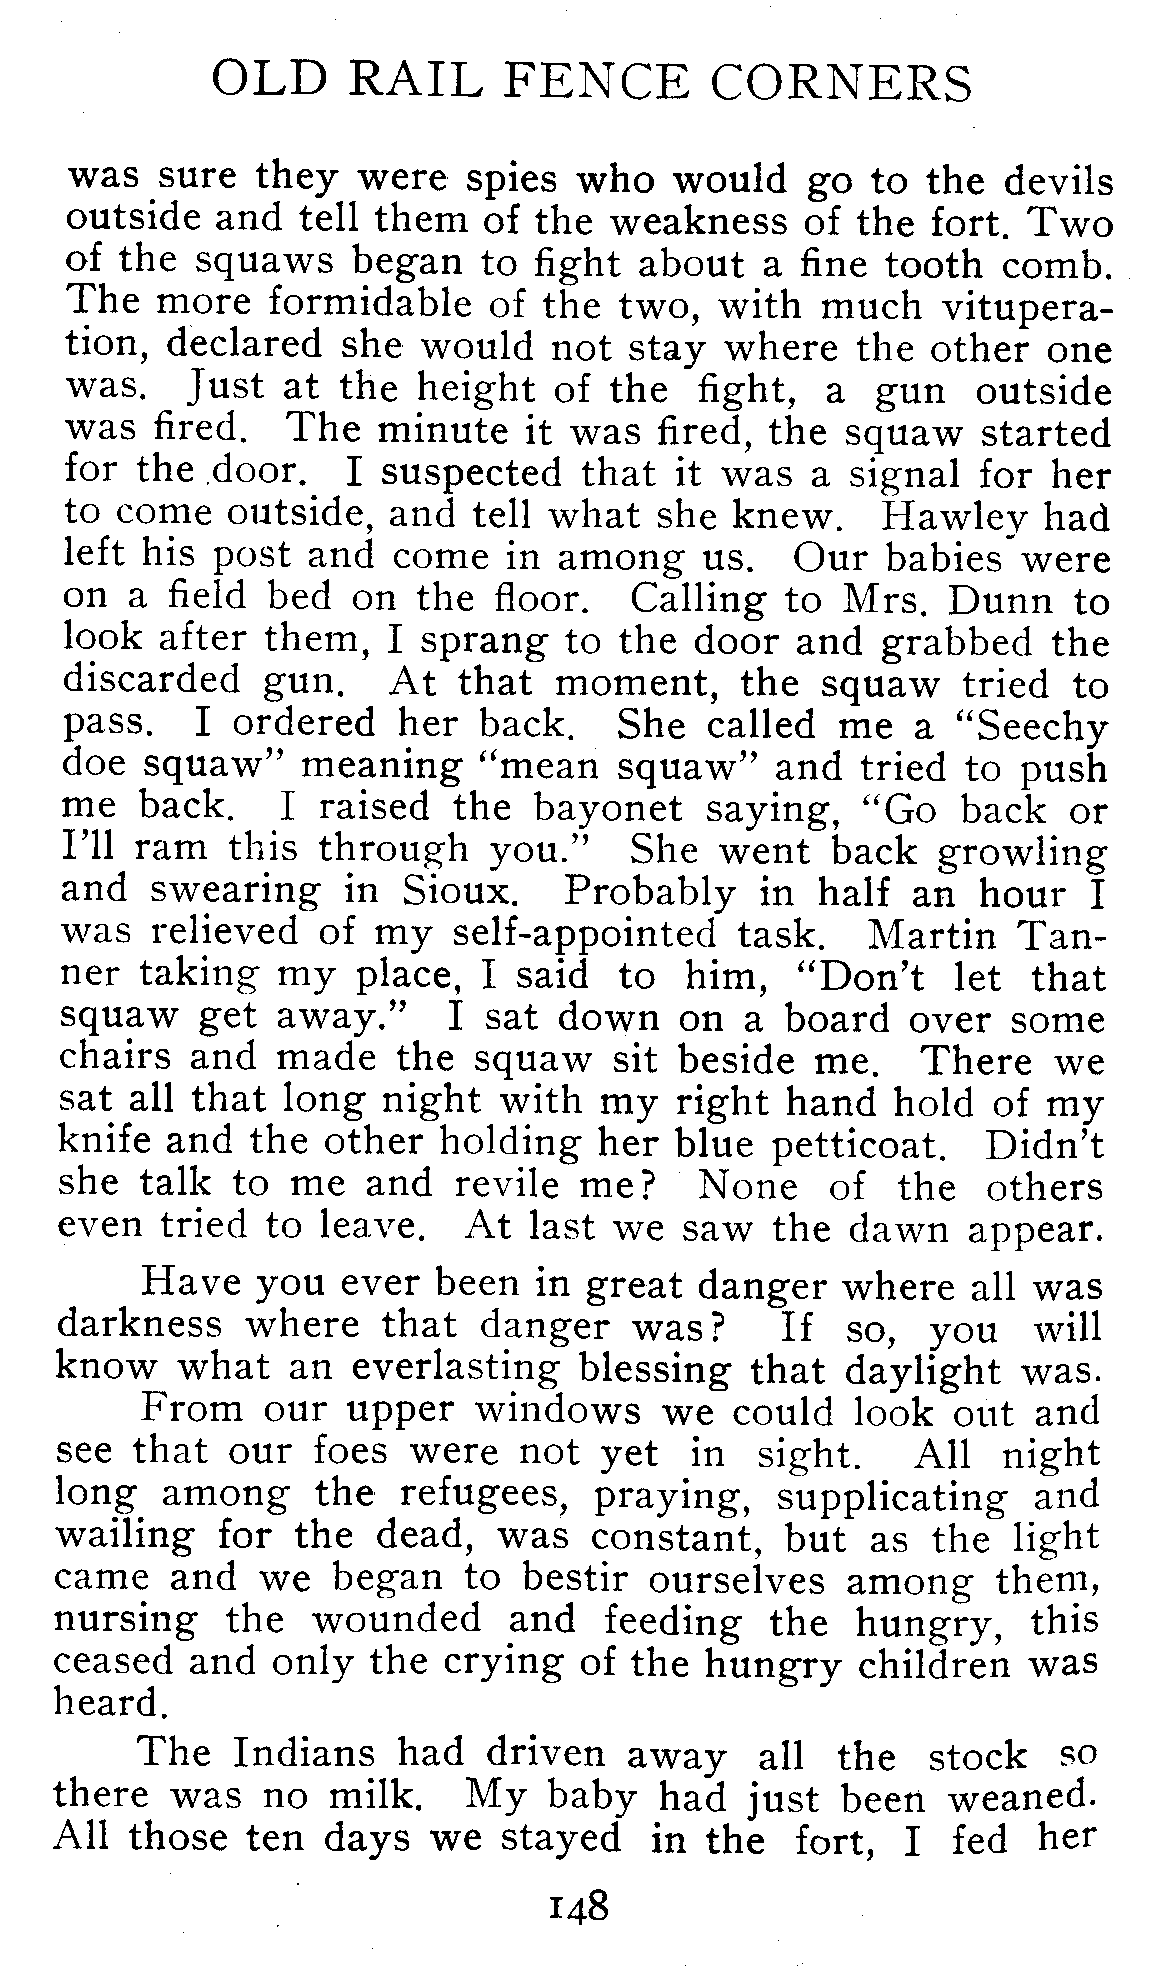 OLD RAIL FENCE CORNERS
was sure they were spies who would go to the devils
outside and tell them of the weakness of the fort. Two
of the squaws began to fight about a fine tooth comb.
The more formidable of the two, with much vitupera-
tion, declared she would not stay where the other one
was. Just at the height of the fight, a gun outside
was fired. The minute it was fired, the squaw started
for the door. I suspected that it was a signal for her
to come outside, and tell what she knew. Hawley had
left his post and come in among us. Our babies were
on a field bed on the floor. Calling to Mrs. Dunn to
look after them, I sprang to the door and grabbed the
discarded gun. At that moment, the squaw tried to
pass. I ordered her back. She called me a "Seechy
doe squaw" meaning "mean squaw" and tried to push
me back. I raised the bayonet saying, "Go back or
I'll ram this through you." She went back growling
and swearing in Sioux. Probably in half an hour I
was relieved of my self-appointed task. Martin Tan-
ner taking my place, I said to him, "Don't let that
squaw get away." I sat down on a board over some
chairs and made the squaw sit beside me. There we
sat all that long night with my right hand hold of my
knife and the other holding her blue petticoat. Didn't
she talk to me and revile me? None of the others
even tried to leave. At last we saw the dawn appear.
Have you ever been in great danger where all was
darkness where that danger was? If so, you will
know what an everlasting blessing that daylight was.
From our upper windows we could look out and
see that our foes were not yet in sight. All night
long among the refugees, praying, supplicating and
wailing for the dead, was constant, but as the light
came and we began to bestir ourselves among them,
nursing the wounded and feeding the hungry, this
ceased and only the crying of the hungry children was
heard.
The Indians had driven away all the stock so
there was no milk. My baby had just been weaned.
All those ten days we stayed in the fort, I fed her
148